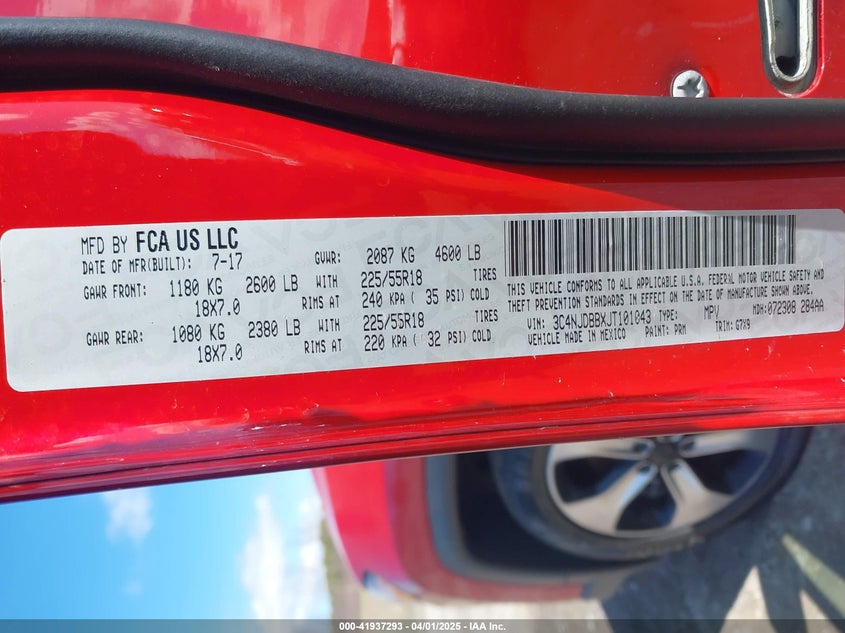 MFD BY FCA US LLC
DATE OF MFR(BUILT): 7-17 GVWR: 2087 KG 4600 LB
GAWR FRONT: 1180 KG 2600 LB WITH 225/55R18 TIRES
18X7.0 RIMS AT 240 KPA ( 35 PSI) COLD
GAWR REAR: 1080 KG 2380 LB WITH 225/55R18 TIRES
18X7.0 RIMS AT 220 KPA ( 32 PSI) COLD
THIS VEHICLE CONFORMS TO ALL APPLICABLE U.S.A. FEDERAL MOTOR VEHICLE SAFETY AND
THEFT PREVENTION STANDARDS IN EFFECT ON THE DATE OF MANUFACTURE SHOWN ABOVE.
VIN: 3C4NJDBBXJT101043 TYPE: MPV MDH:072308 284AA
VEHICLE MADE IN MEXICO PAINT: PRM TRIM: G7X9
000-41937293 - 04/01/2025 - IAA Inc.